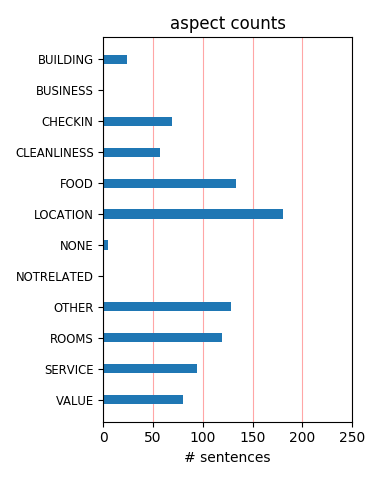 aspect counts
BUILDING
BUSINESS
CHECKIN
CLEANLINESS
FOOD
LOCATION
NONE
NOTRELATED
OTHER
ROOMS
SERVICE
VALUE
0 50 100 150 200 250
# sentences